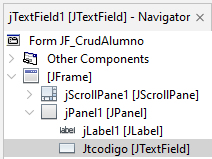 jTextField1 [JTextField] - Navigator
Form JF_CrudAlumno
Other Components
[JFrame]
jScrollPane1 [JScrollPane]
jPanel1 [JPanel]
label jLabel1 [JLabel]
Jtcodigo [JTextField]